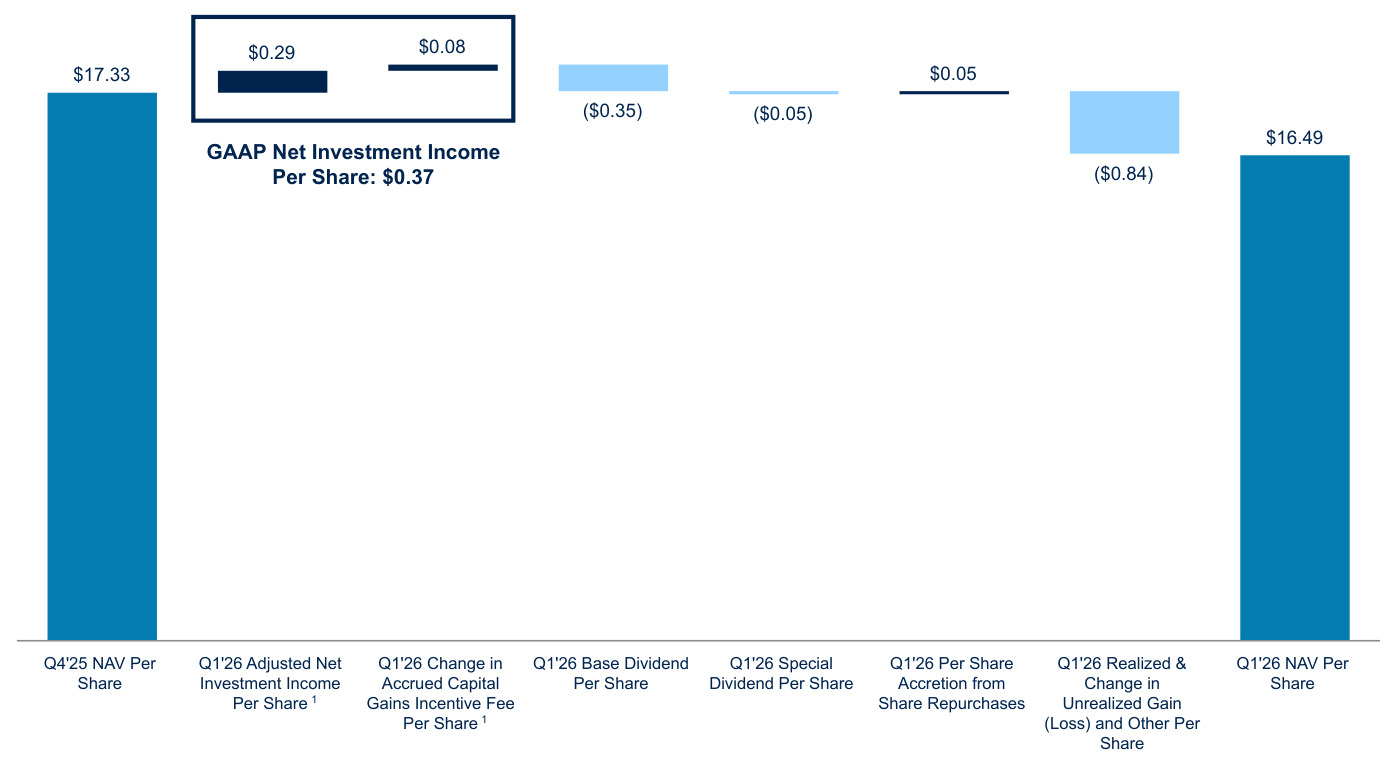 $17.33
$0.29
$0.08
GAAP Net Investment Income
Per Share: $0.37
($0.35)
($0.05)
$0.05
($0.84)
$16.49
Q4'25 NAV Per
Share
Q1'26 Adjusted Net
Investment Income
Per Share 1
Q1'26 Change in
Accrued Capital
Gains Incentive Fee
Per Share 1
Q1'26 Base Dividend
Per Share
Q1'26 Special
Dividend Per Share
Q1'26 Per Share
Accretion from
Share Repurchases
Q1'26 Realized &
Change in
Unrealized Gain
(Loss) and Other Per
Share
Q1'26 NAV Per
Share